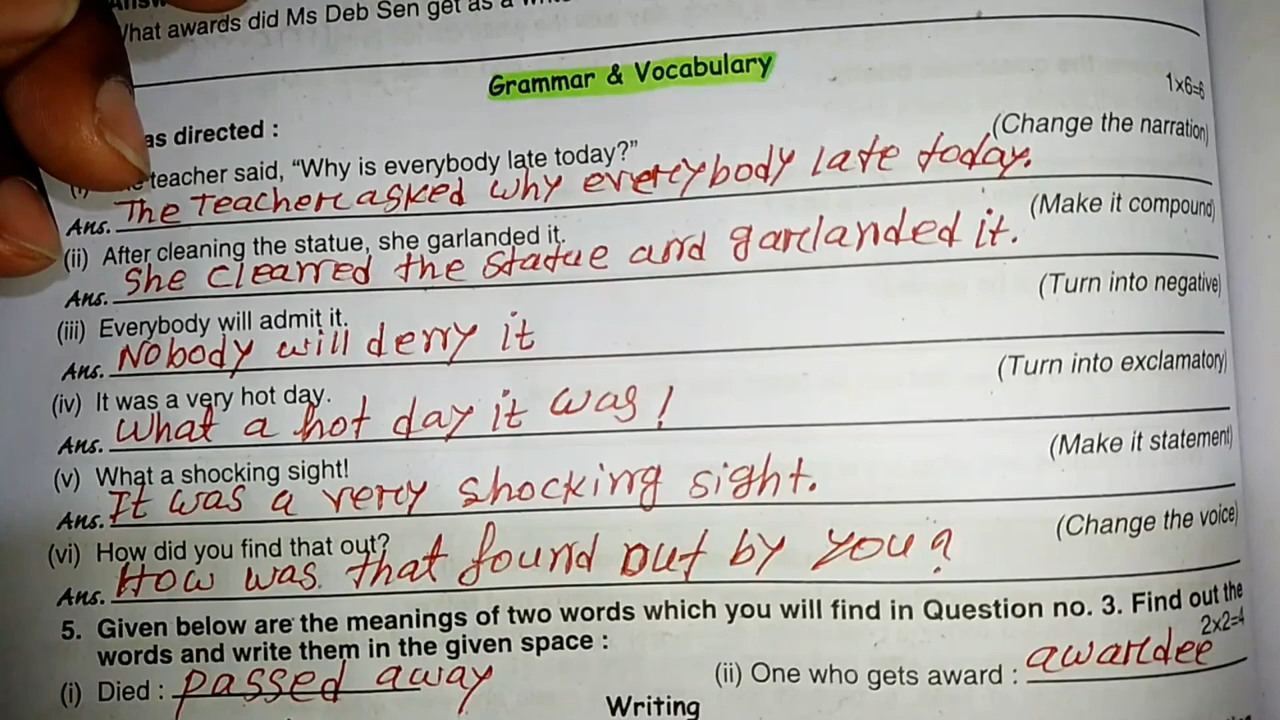 What awards did Ms Deb Sen get as a
Grammar & Vocabulary
1×6=6
as directed :
teacher said, “Why is everybody late today?” (Change the narration)
Ans. The teacher asked why everybody late today.
(ii) After cleaning the statue, she garlanded it. (Make it compound)
Ans. She cleaned the statue and garlanded it.
(iii) Everybody will admit it. (Turn into negative)
Ans. Nobody will deny it
(iv) It was a very hot day. (Turn into exclamatory)
Ans. What a hot day it was!
(v) What a shocking sight! (Make it statement)
Ans. It was a very shocking sight.
(vi) How did you find that out? (Change the voice)
Ans. How was that found out by you?
5. Given below are the meanings of two words which you will find in Question no. 3. Find out the
words and write them in the given space : 2×2=4
(i) Died : passed away (ii) One who gets award : awardee
Writing